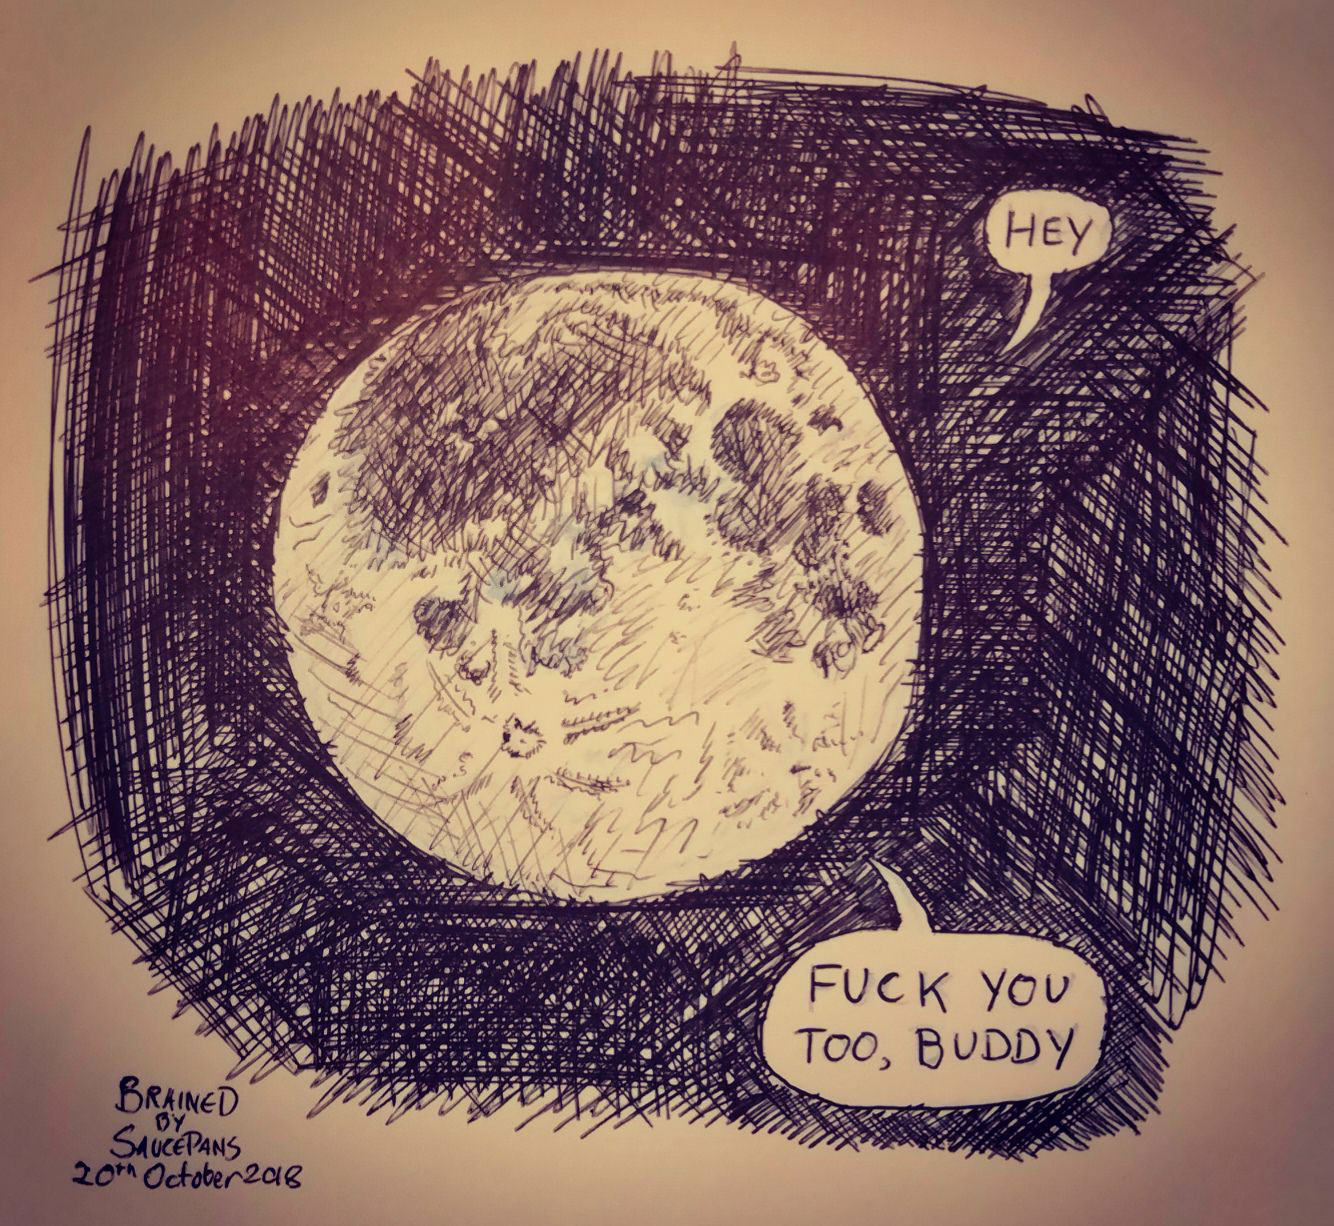 HEY
FUCK YOU
TOO, BUDDY
BRAINED
BY
SAUCEPANS
20th October 2018